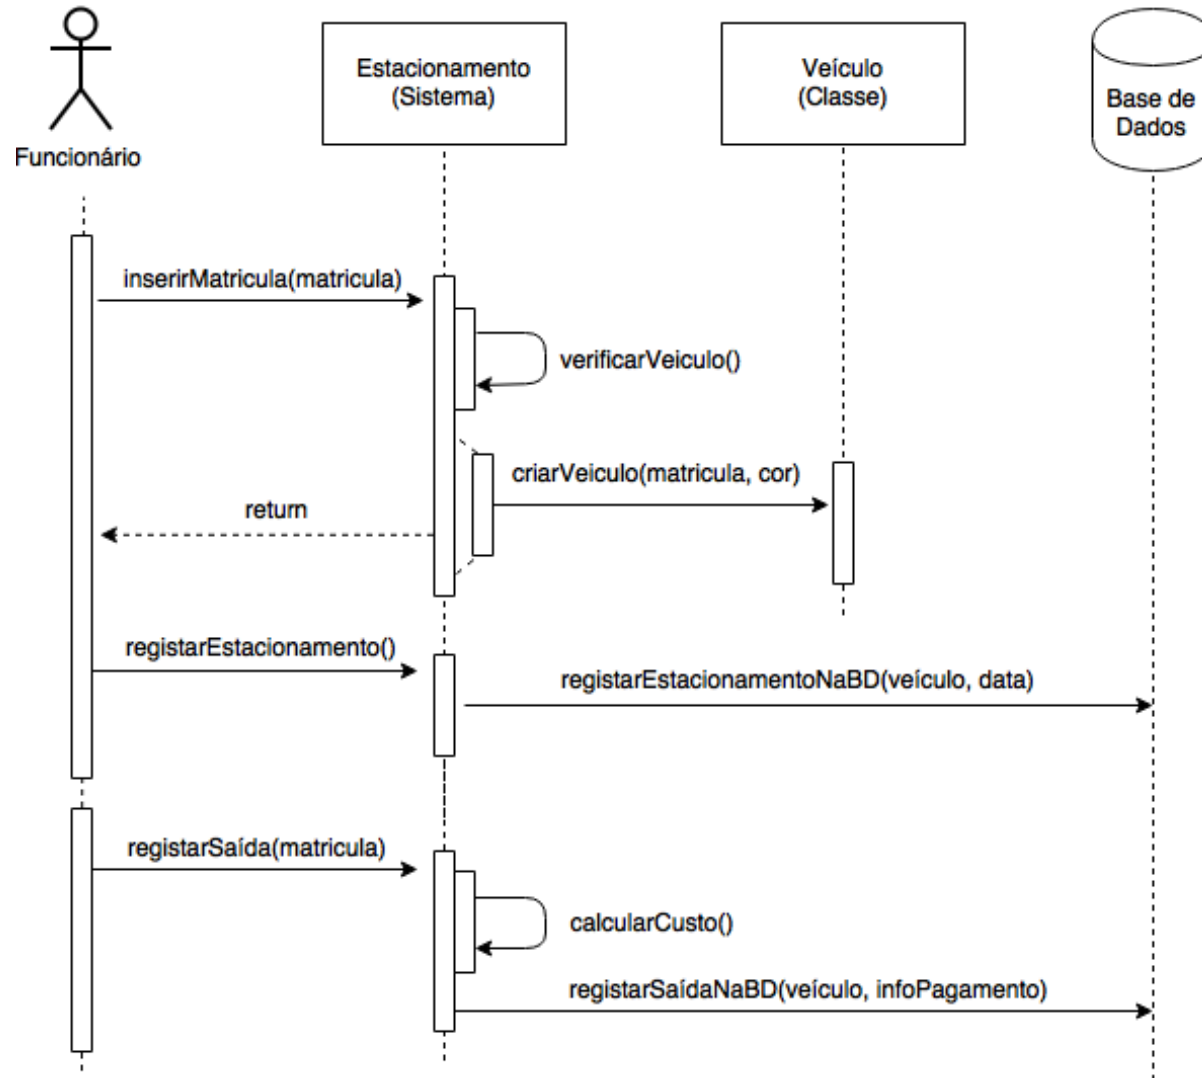 Funcionário
Estacionamento
(Sistema)
Veículo
(Classe)
Base de
Dados
inserirMatricula(matricula)
verificarVeiculo()
criarVeiculo(matricula, cor)
return
registarEstacionamento()
registarEstacionamentoNaBD(veículo, data)
registarSaída(matricula)
calcularCusto()
registarSaídaNaBD(veículo, infoPagamento)